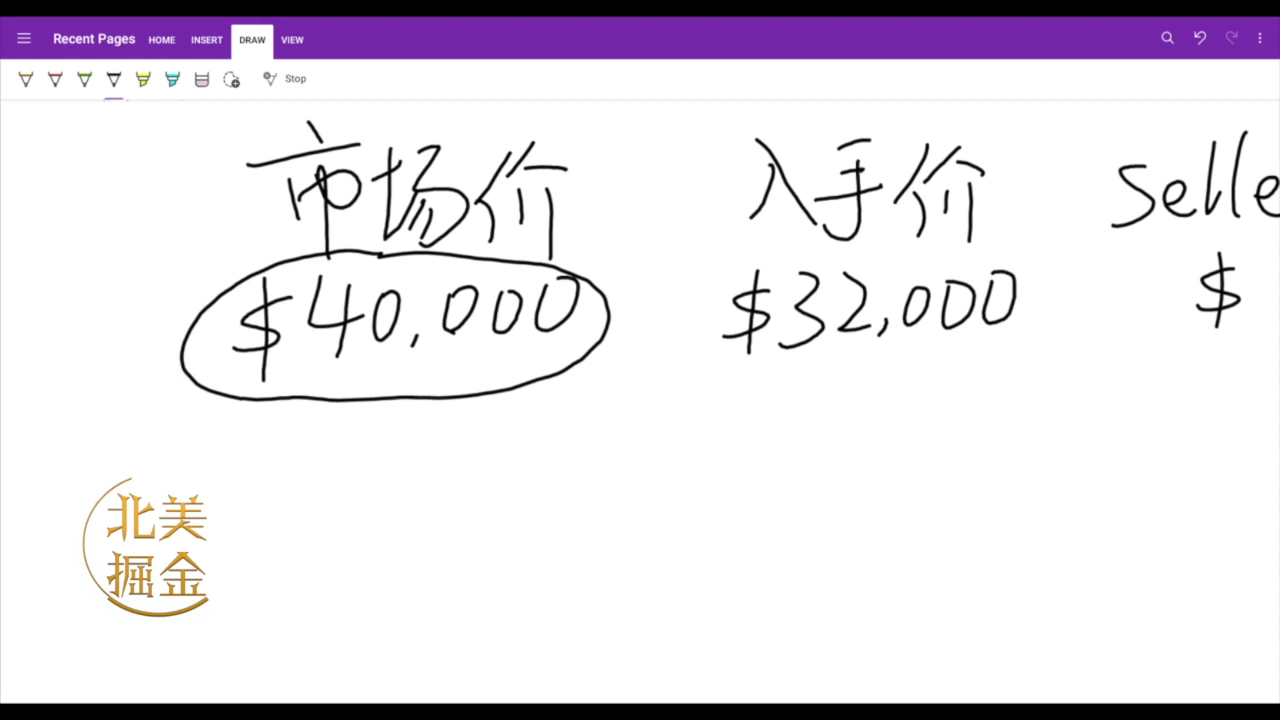 Recent Pages HOME INSERT DRAW VIEW
Stop
市场价 入手价 Selle
$40,000 $32,000 $
北美
掘金